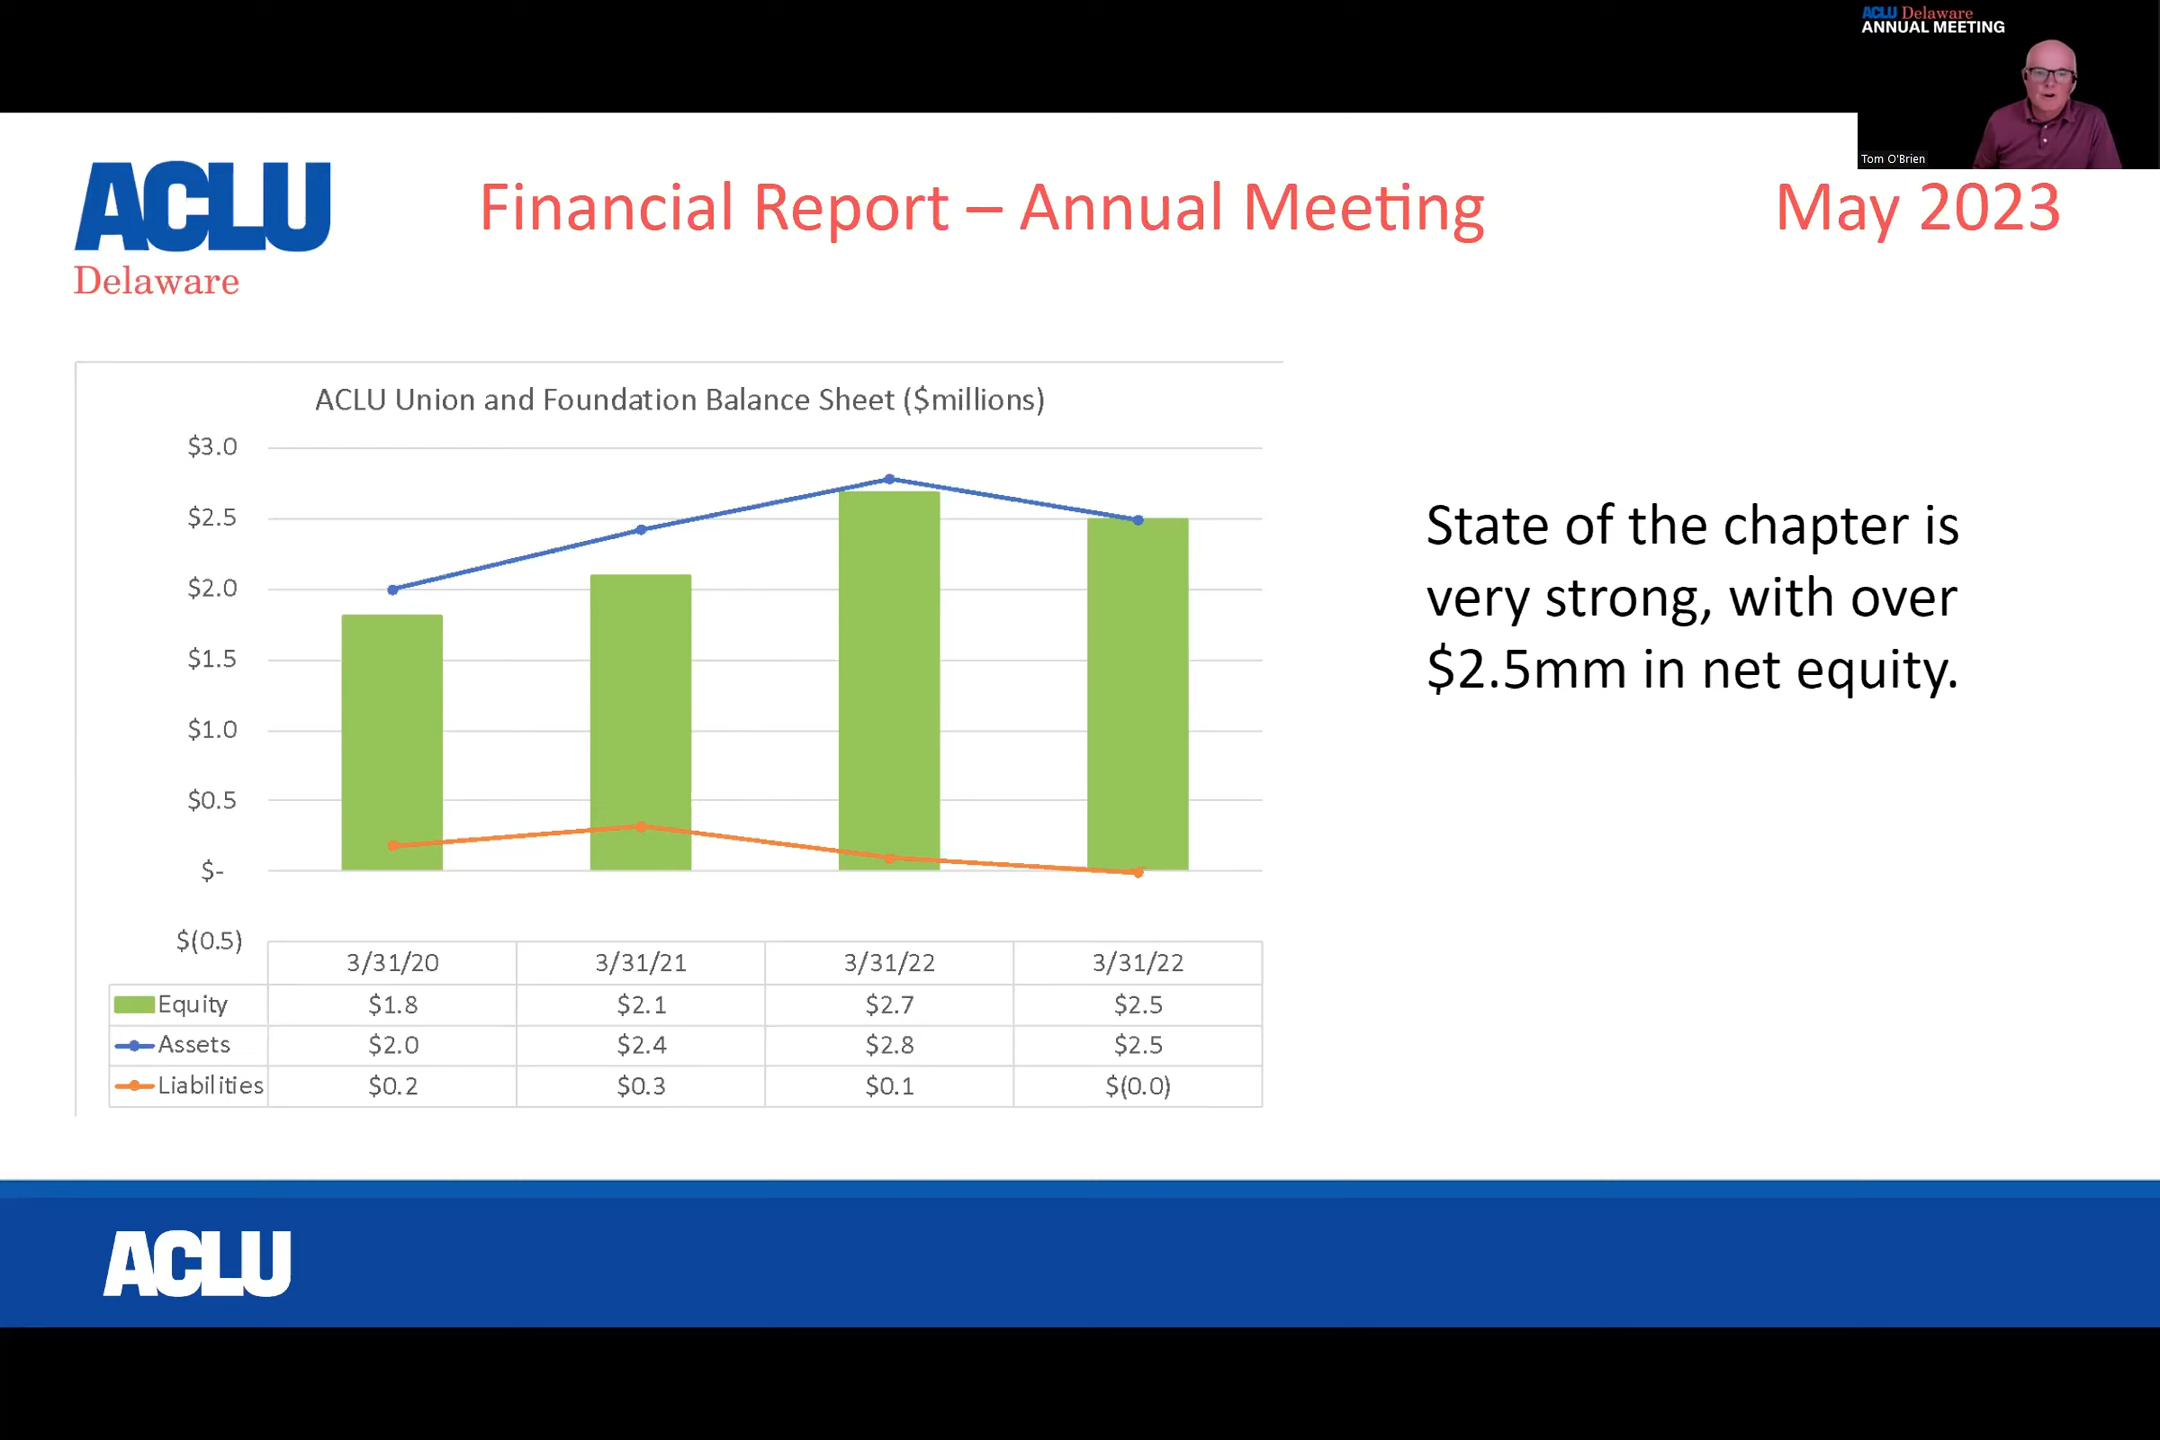 ACLU Delaware
ANNUAL MEETING
Tom O'Brien
ACLU
Delaware
Financial Report – Annual Meeting
May 2023
ACLU Union and Foundation Balance Sheet ($millions)
$3.0
$2.5
$2.0
$1.5
$1.0
$0.5
$-
$(0.5)
3/31/20 3/31/21 3/31/22 3/31/22
Equity $1.8 $2.1 $2.7 $2.5
Assets $2.0 $2.4 $2.8 $2.5
Liabilities $0.2 $0.3 $0.1 $(0.0)
State of the chapter is
very strong, with over
$2.5mm in net equity.
ACLU